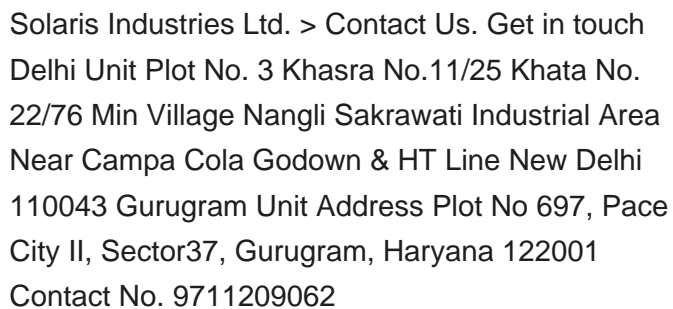 Solaris Industries Ltd. > Contact Us. Get in touch
Delhi Unit Plot No. 3 Khasra No.11/25 Khata No.
22/76 Min Village Nangli Sakrawati Industrial Area
Near Campa Cola Godown & HT Line New Delhi
110043 Gurugram Unit Address Plot No 697, Pace
City II, Sector37, Gurugram, Haryana 122001
Contact No. 9711209062